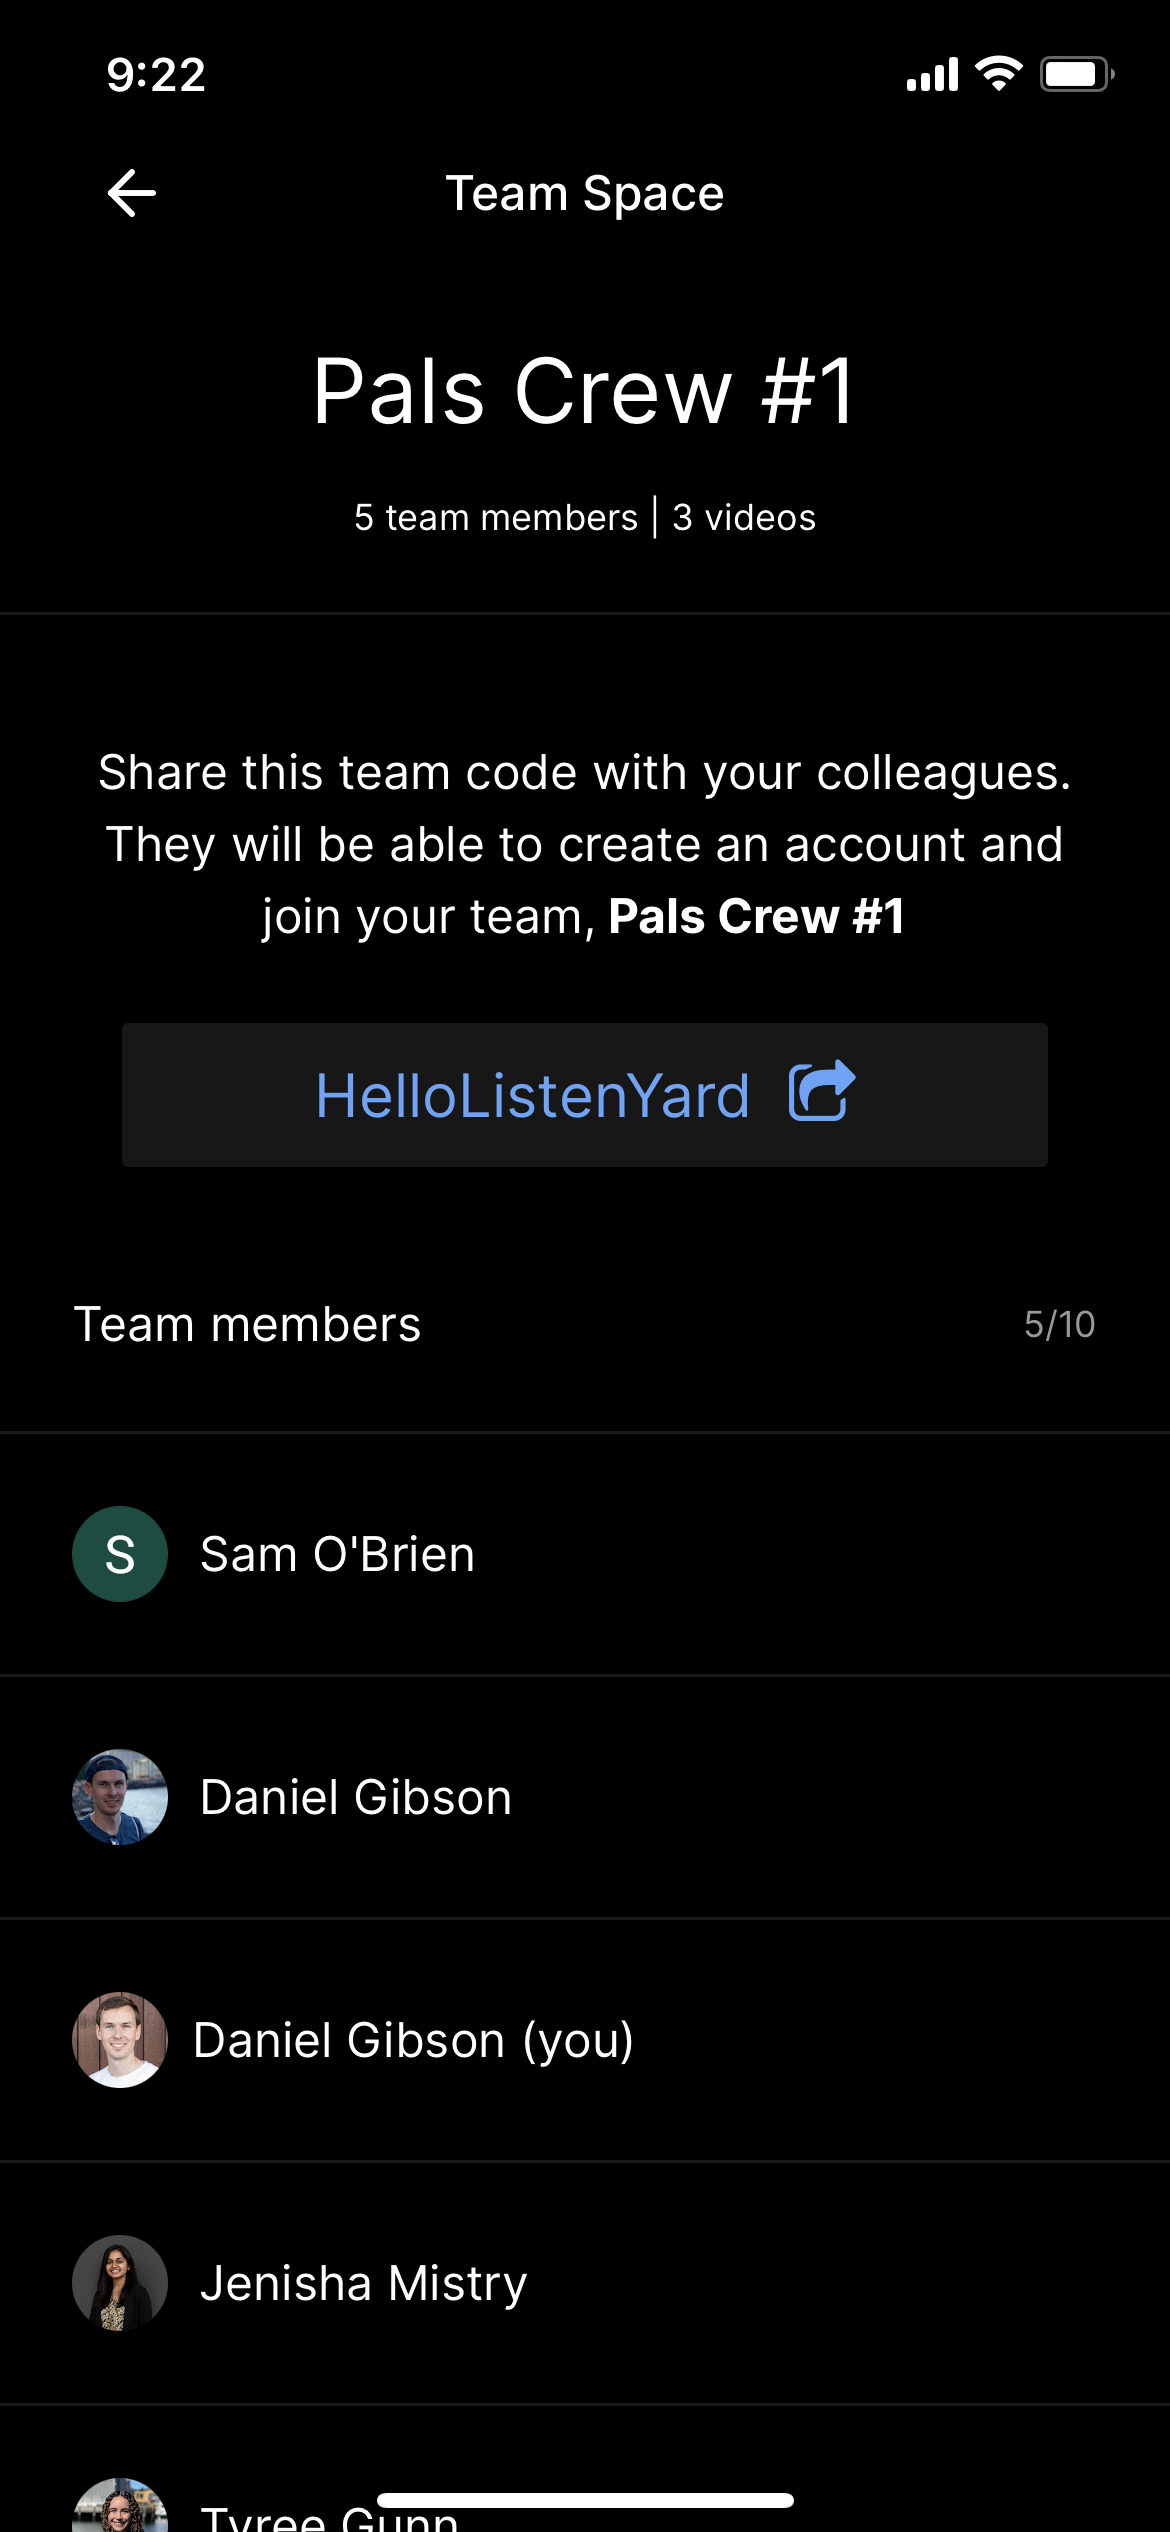 9:22
Team Space
Pals Crew #1
5 team members | 3 videos
Share this team code with your colleagues.
They will be able to create an account and
join your team, Pals Crew #1
HelloListenYard
Team members
5/10
S
Sam O'Brien
Daniel Gibson
Daniel Gibson (you)
Jenisha Mistry
Tyree Gunn